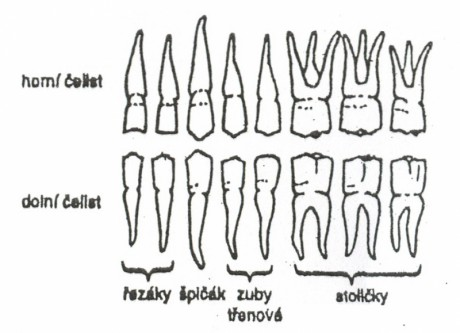 horní čelist
dolní čelist
řezáky špičák zuby třenové stoličky